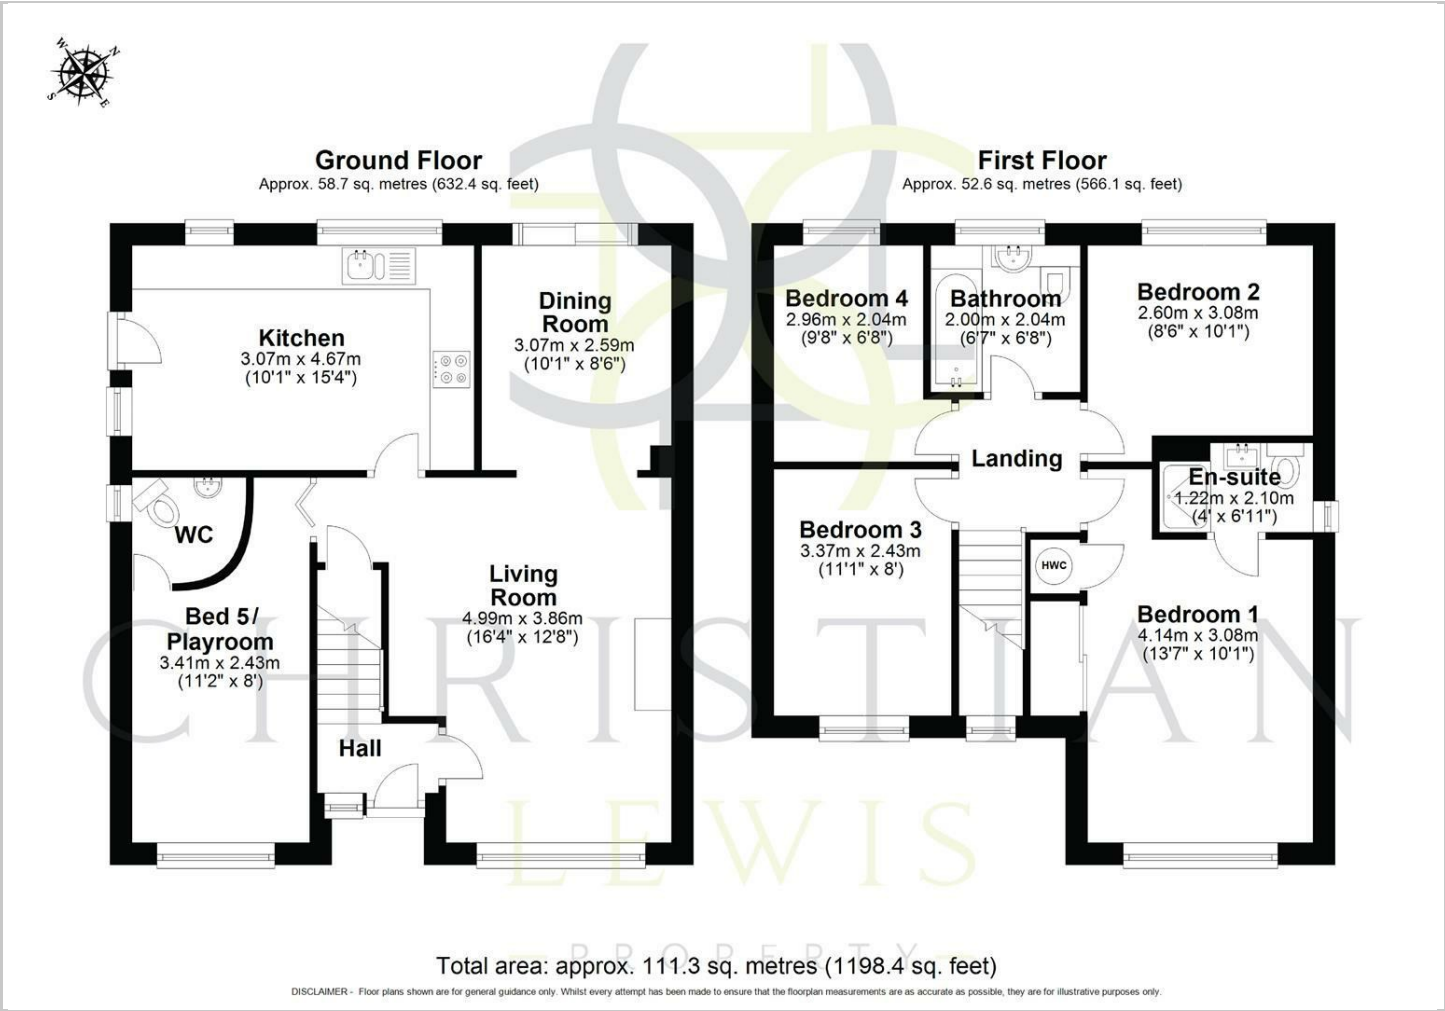 W
N
S
E
Ground Floor
Approx. 58.7 sq. metres (632.4 sq. feet)
Kitchen
3.07m x 4.67m
(10'1" x 15'4")
Dining
Room
3.07m x 2.59m
(10'1" x 8'6")
WC
Bed 5/
Playroom
3.41m x 2.43m
(11'2" x 8')
Living
Room
4.99m x 3.86m
(16'4" x 12'8")
Hall
First Floor
Approx. 52.6 sq. metres (566.1 sq. feet)
Bedroom 4
2.96m x 2.04m
(9'8" x 6'8")
Bathroom
2.00m x 2.04m
(6'7" x 6'8")
Bedroom 2
2.60m x 3.08m
(8'6" x 10'1")
Landing
En-suite
1.22m x 2.10m
(4' x 6'11")
Bedroom 3
3.37m x 2.43m
(11'1" x 8')
HWC
Bedroom 1
4.14m x 3.08m
(13'7" x 10'1")
CHRISTIAN
LEWIS
PROPERTY
Total area: approx. 111.3 sq. metres (1198.4 sq. feet)
DISCLAIMER - Floor plans shown are for general guidance only. Whilst every attempt has been made to ensure that the floorplan measurements are as accurate as possible, they are for illustrative purposes only.